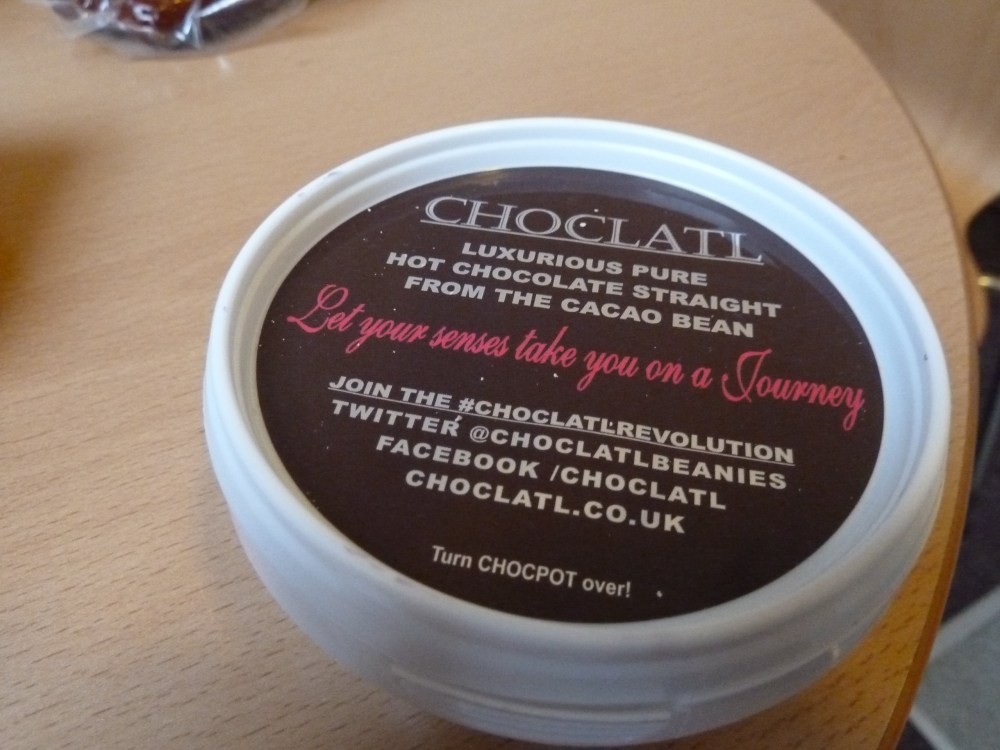 CHOCLATL
LUXURIOUS PURE
HOT CHOCOLATE STRAIGHT
FROM THE CACAO BEAN
Let your senses take you on a Journey
JOIN THE #CHOCLATLREVOLUTION
TWITTER @CHOCLATLBEANIES
FACEBOOK /CHOCLATL
CHOCLATL.CO.UK
Turn CHOCPOT over!